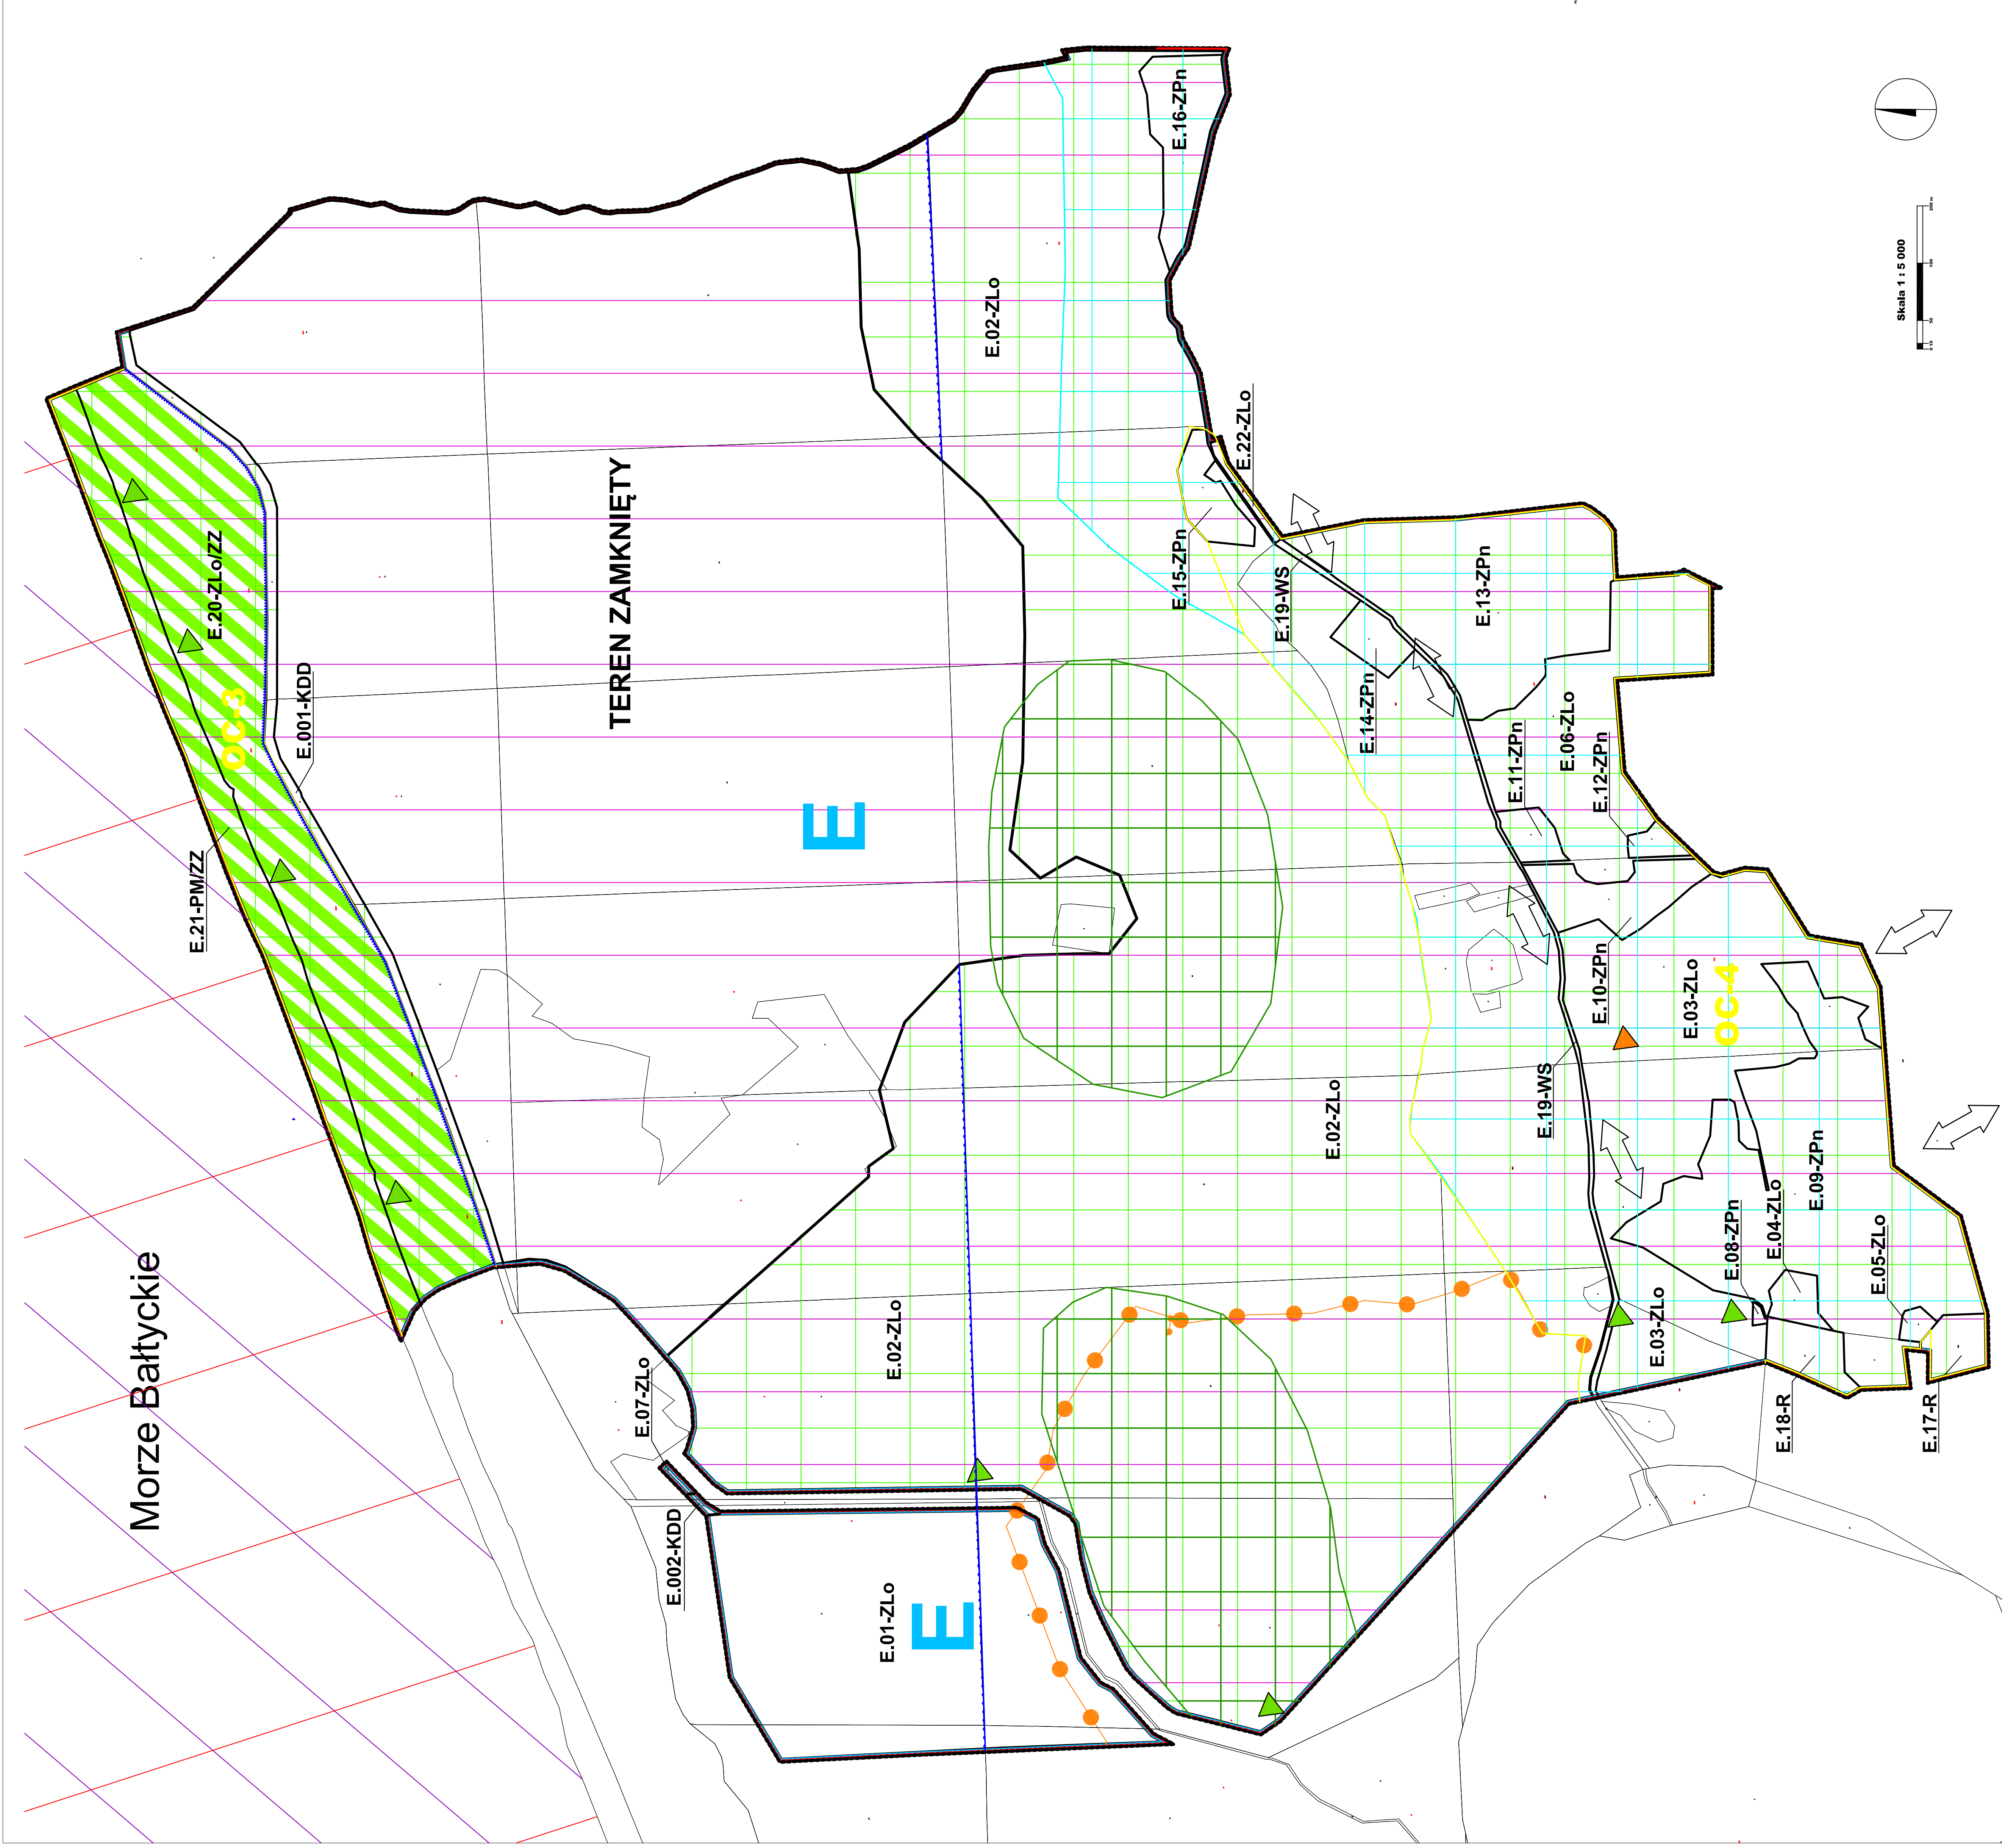 Morze Bałtyckie
E.21-PM/ZZ
E.20-ZLo/ZZ
OC-3
E.001-KDD
TEREN ZAMKNIĘTY
E
E.07-ZLo
E.002-KDD
E.01-ZLo
E
E.02-ZLo
E.02-ZLo
E.16-ZPn
E.15-ZPn
E.22-ZLo
E.19-WS
E.02-ZLo
E.14-ZPn
E.13-ZPn
E.11-ZPn
E.06-ZLo
E.12-ZPn
E.19-WS
E.10-ZPn
E.03-ZLo
OC-4
E.03-ZLo
E.08-ZPn
E.04-ZLo
E.09-ZPn
E.05-ZLo
E.18-R
E.17-R
Skala 1 : 5 000